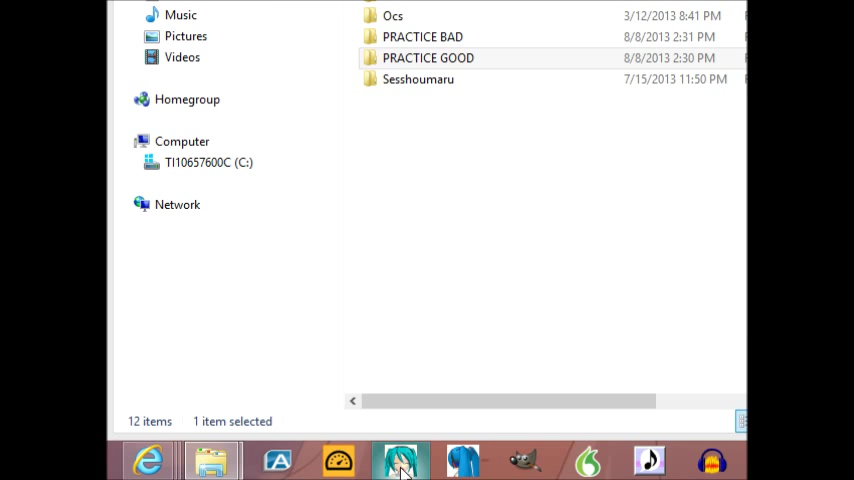 Music
Pictures
Videos
Homegroup
Computer
TI10657600C (C:)
Network
Ocs 3/12/2013 8:41 PM
PRACTICE BAD 8/8/2013 2:31 PM
PRACTICE GOOD 8/8/2013 2:30 PM
Sesshoumaru 7/15/2013 11:50 PM
12 items 1 item selected